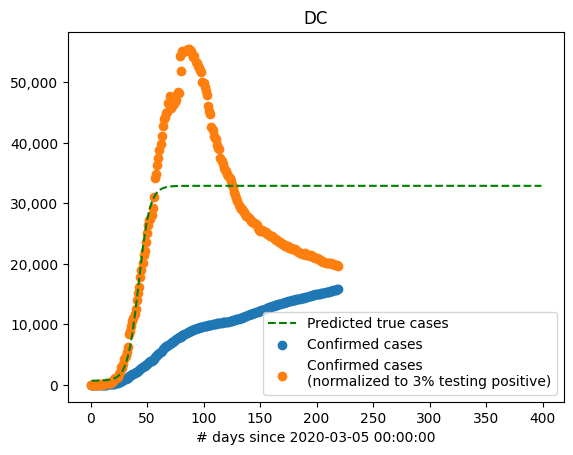 DC
50,000
40,000
30,000
20,000
10,000
0
0 50 100 150 200 250 300 350 400
# days since 2020-03-05 00:00:00
Predicted true cases
Confirmed cases
Confirmed cases
(normalized to 3% testing positive)